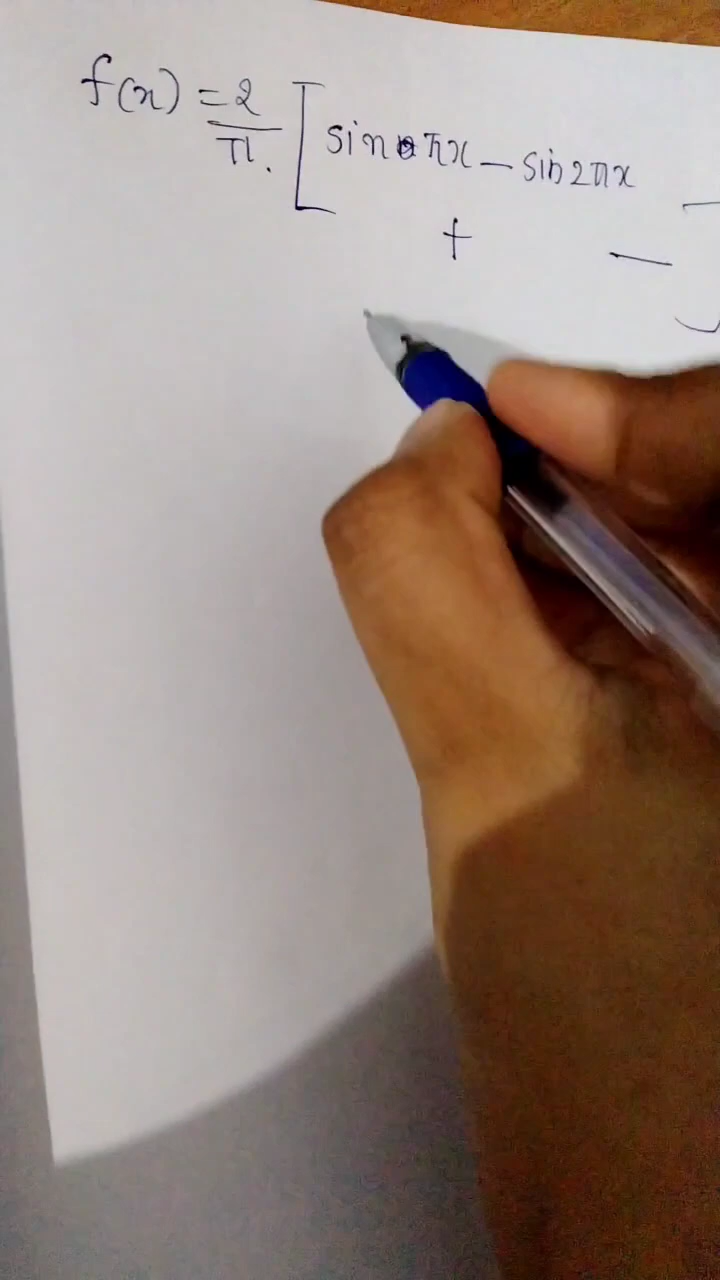 f(x) = 2/π [ sin πx - sin 2πx
+ - ]